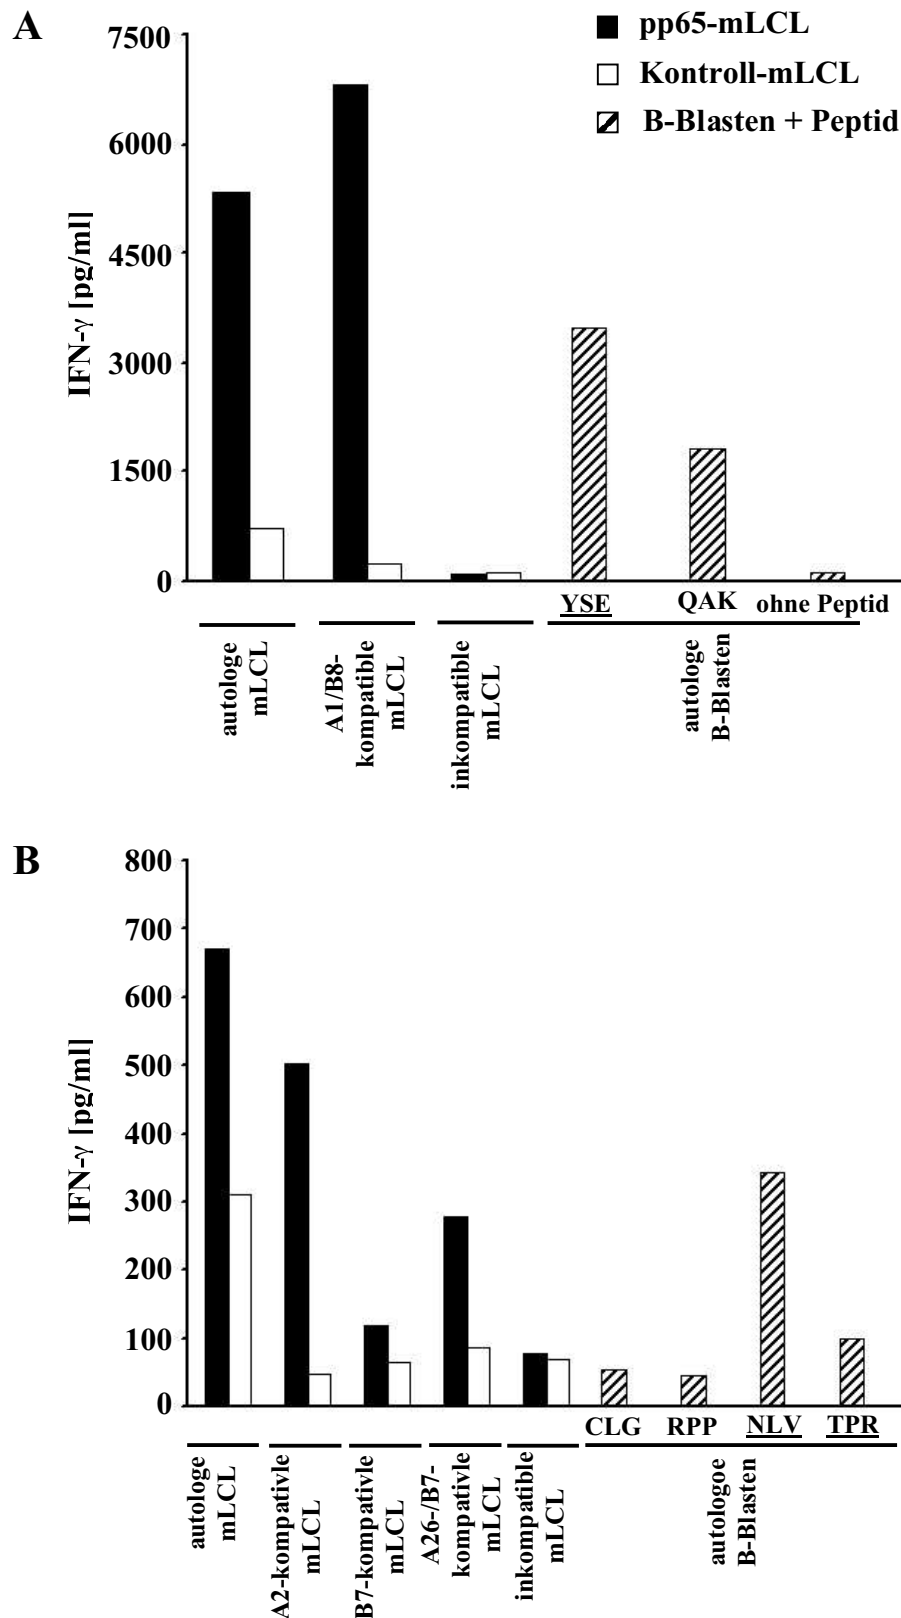 A
pp65-mLCL
Kontroll-mLCL
B-Blasten + Peptid
IFN-γ [pg/ml]
7500
6000
4500
3000
1500
0
YSE
QAK
ohne Peptid
autologe
mLCL
A1/B8-
kompatible
mLCL
inkompatible
mLCL
autologe
B-Blasten
B
IFN-γ [pg/ml]
800
700
600
500
400
300
200
100
0
CLG
RPP
NLV
TPR
autologe
mLCL
A2-kompativle
mLCL
B7-kompativle
mLCL
A26-/B7-
kompativle
mLCL
inkompatible
mLCL
autologoe
B-Blasten